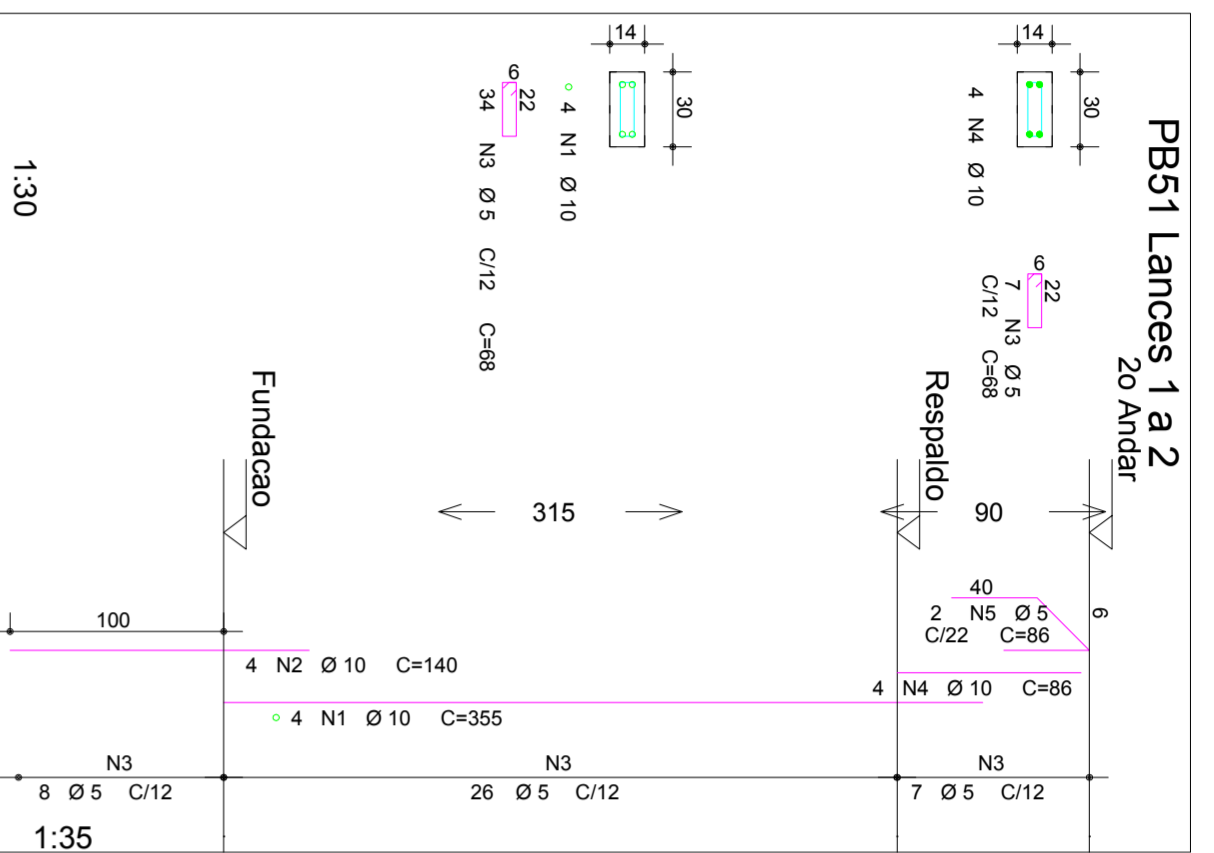 PB51 Lances 1 a 2
2o Andar
14
30
4 N4 Ø 10
6
22
7 N3 Ø 5
C/12 C=68
Respaldo
90
40
2 N5 Ø 5
C/22 C=86
6
4 N4 Ø 10 C=86
N3
7 Ø 5 C/12
14
30
4 N1 Ø 10
6
22
34 N3 Ø 5 C/12 C=68
315
Fundacao
100
4 N2 Ø 10 C=140
4 N1 Ø 10 C=355
N3
26 Ø 5 C/12
N3
8 Ø 5 C/12
1:30
1:35